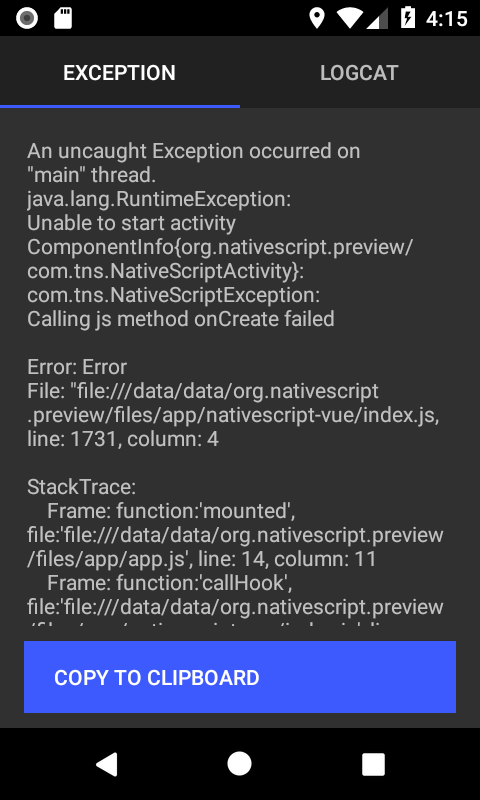 4:15
EXCEPTION
LOGCAT
An uncaught Exception occurred on
"main" thread.
java.lang.RuntimeException:
Unable to start activity
ComponentInfo{org.nativescript.preview/
com.tns.NativeScriptActivity}:
com.tns.NativeScriptException:
Calling js method onCreate failed
Error: Error
File: "file:///data/data/org.nativescript
.preview/files/app/nativescript-vue/index.js,
line: 1731, column: 4
StackTrace:
Frame: function:'mounted',
file:'file:///data/data/org.nativescript.preview
/files/app/app.js', line: 14, column: 11
Frame: function:'callHook',
file:'file:///data/data/org.nativescript.preview
COPY TO CLIPBOARD